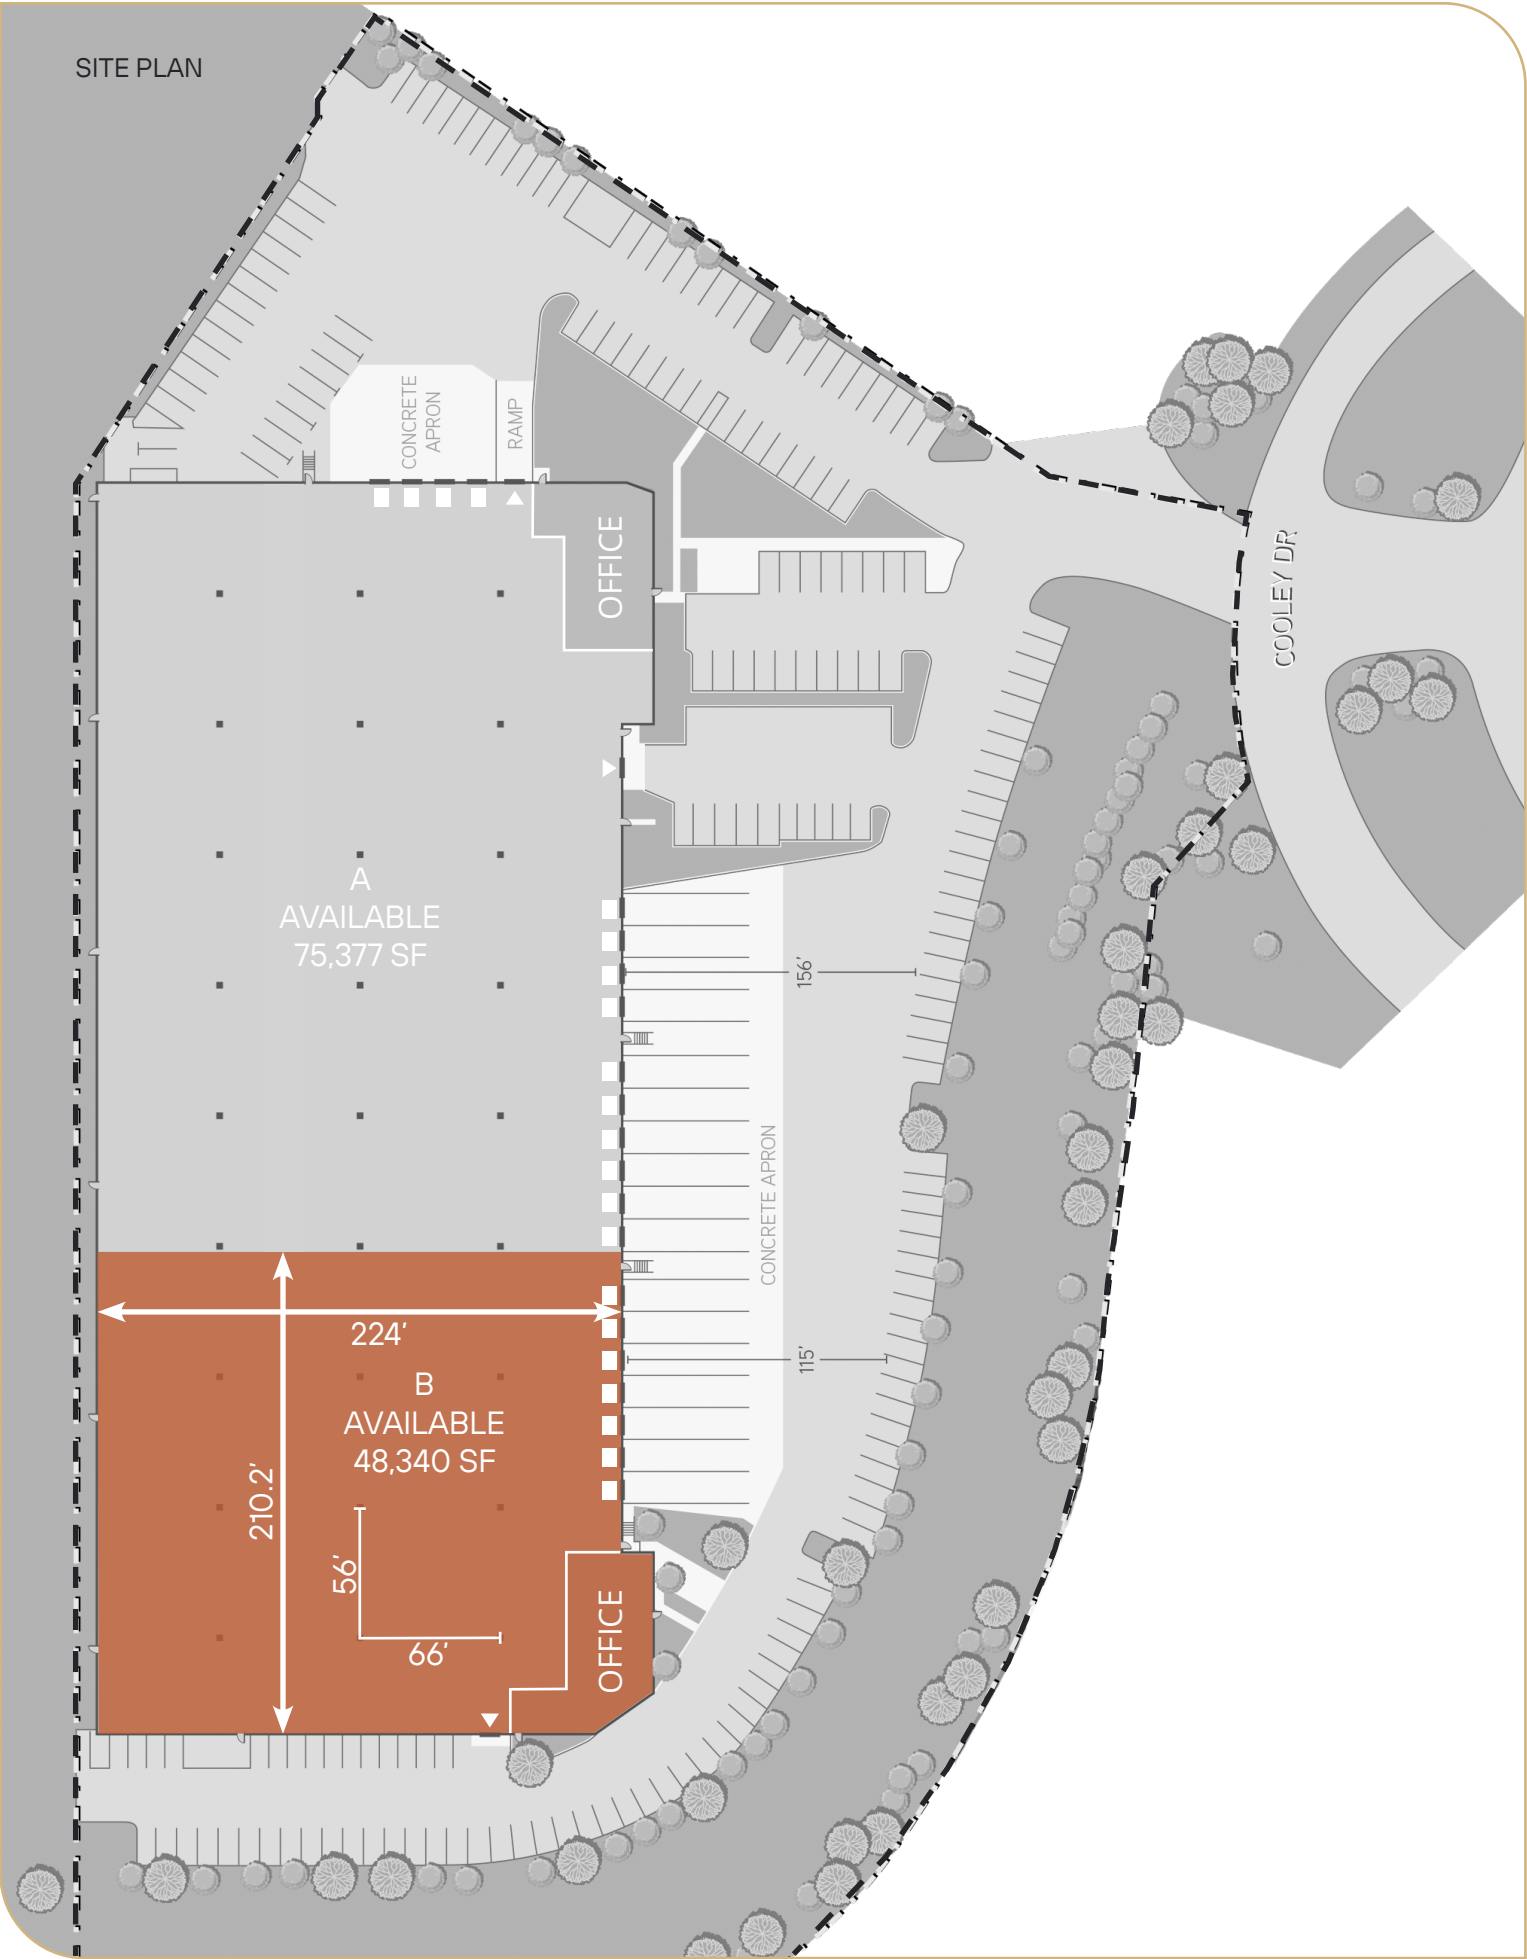 SITE PLAN
CONCRETE
APRON
RAMP
OFFICE
COOLEY DR
A
AVAILABLE
75,377 SF
156'
CONCRETE APRON
224'
115'
B
AVAILABLE
48,340 SF
210.2'
56'
66'
OFFICE